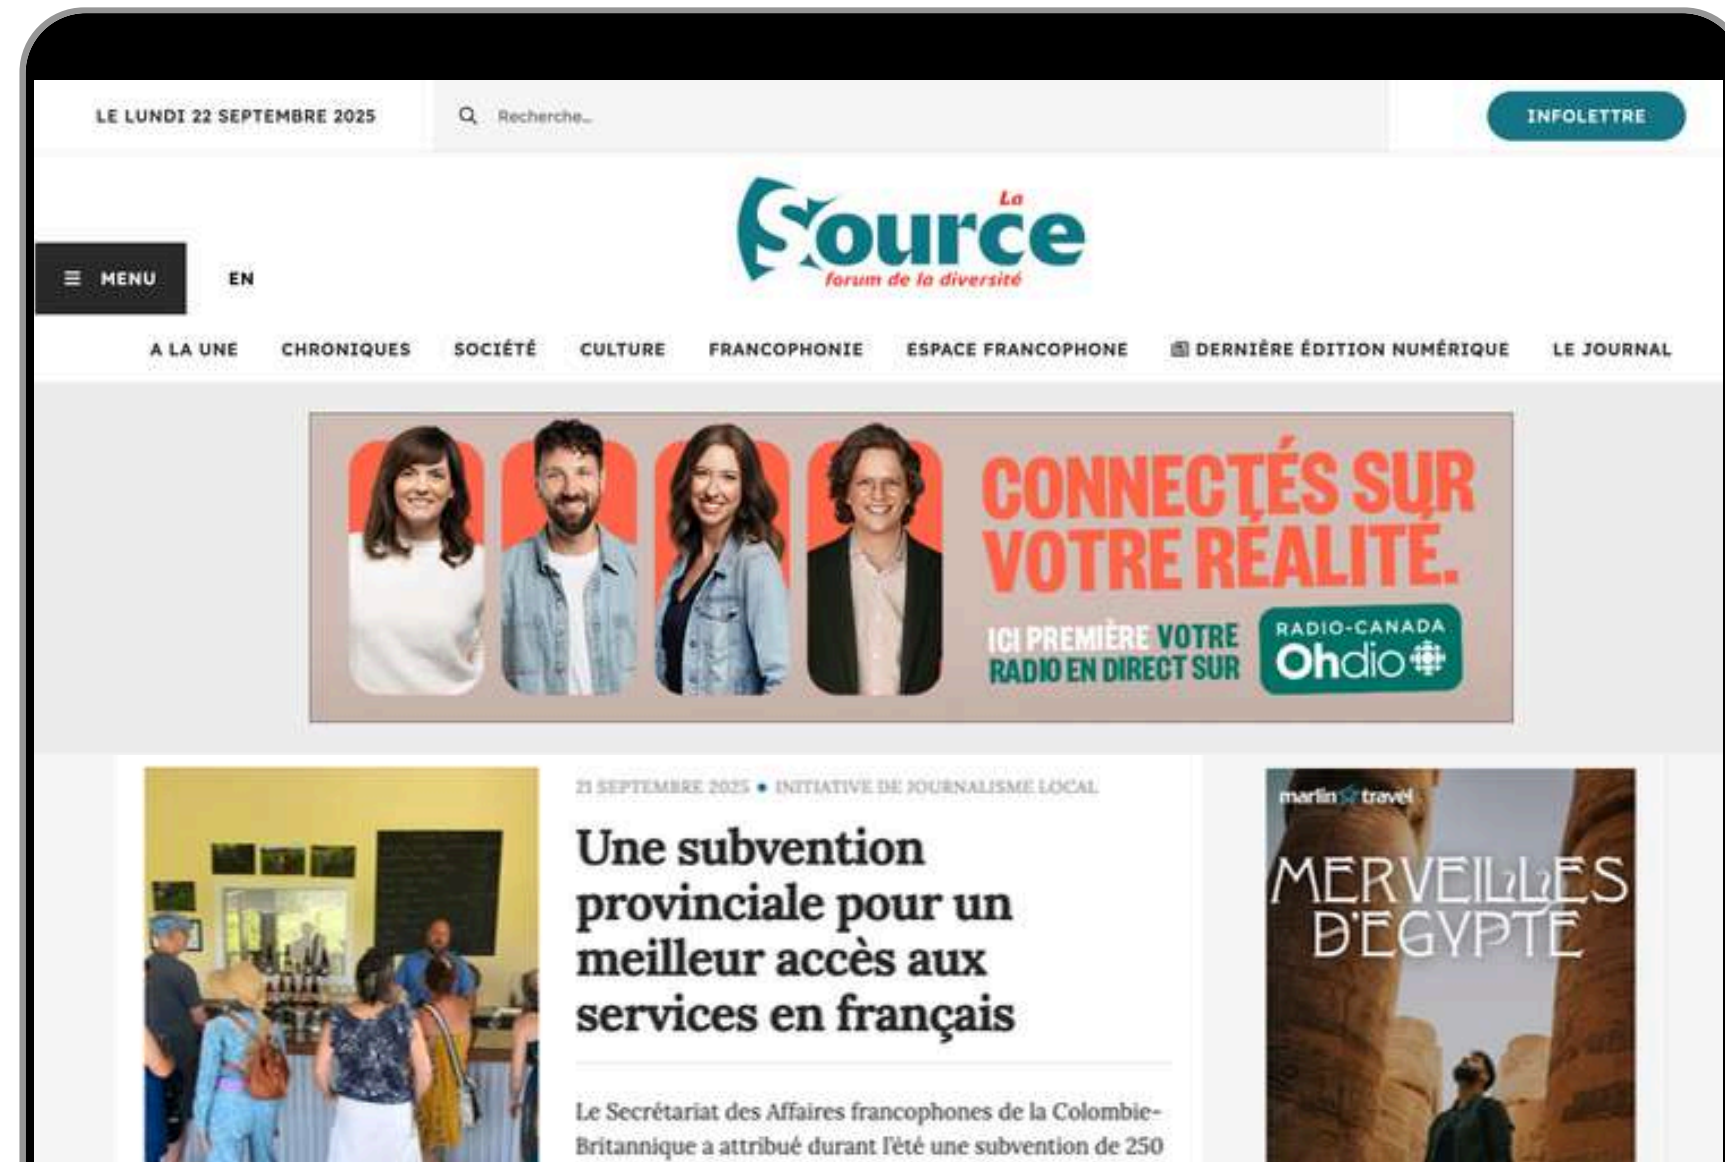 LE LUNDI 22 SEPTEMBRE 2025
Recherche...
INFOLETTRE
La
Source
forum de la diversité
MENU
EN
A LA UNE
CHRONIQUES
SOCIÉTÉ
CULTURE
FRANCOPHONIE
ESPACE FRANCOPHONE
DERNIÈRE ÉDITION NUMÉRIQUE
LE JOURNAL
CONNECTÉS SUR
VOTRE RÉALITÉ.
ICI PREMIÈRE VOTRE
RADIO EN DIRECT SUR
RADIO-CANADA
Ohdio
21 SEPTEMBRE 2025 • INITIATIVE DE JOURNALISME LOCAL
Une subvention
provinciale pour un
meilleur accès aux
services en français
Le Secrétariat des Affaires francophones de la Colombie-
Britannique a attribué durant l'été une subvention de 250
marlin travel
MERVEILLES
D'EGYPTE